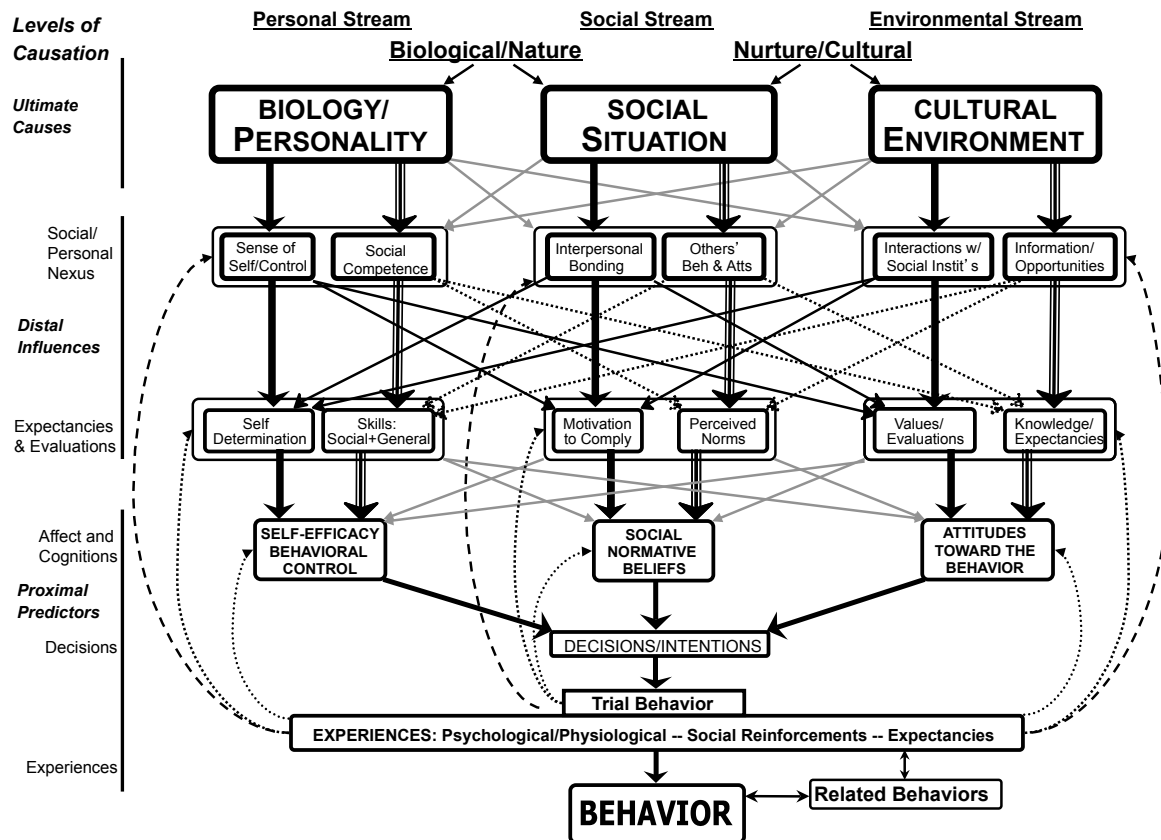 Levels of
Causation
Personal Stream
Social Stream
Environmental Stream
Biological/Nature
Nurture/Cultural
Ultimate
Causes
BIOLOGY/
PERSONALITY
SOCIAL
SITUATION
CULTURAL
ENVIRONMENT
Social/
Personal
Nexus
Sense of
Self/Control
Social
Competence
Interpersonal
Bonding
Others'
Beh & Atts
Interactions w/
Social Instit's
Information/
Opportunities
Distal
Influences
Expectancies
& Evaluations
Self
Determination
Skills:
Social+General
Motivation
to Comply
Perceived
Norms
Values/
Evaluations
Knowledge/
Expectancies
Affect and
Cognitions
SELF-EFFICACY
BEHAVIORAL
CONTROL
SOCIAL
NORMATIVE
BELIEFS
ATTITUDES
TOWARD THE
BEHAVIOR
Proximal
Predictors
Decisions
DECISIONS/INTENTIONS
Trial Behavior
EXPERIENCES: Psychological/Physiological -- Social Reinforcements -- Expectancies
Experiences
BEHAVIOR
Related Behaviors